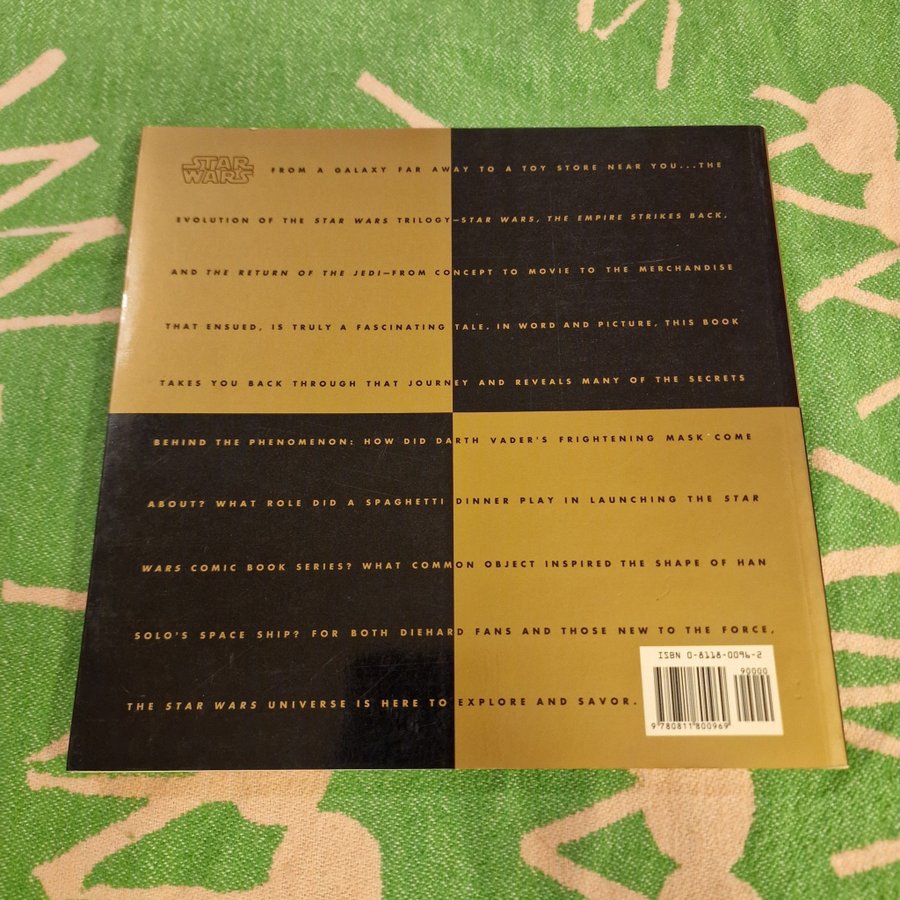 STAR WARS FROM A GALAXY FAR AWAY TO A TOY STORE NEAR YOU...THE
EVOLUTION OF THE STAR WARS TRILOGY—STAR WARS, THE EMPIRE STRIKES BACK,
AND THE RETURN OF THE JEDI—FROM CONCEPT TO MOVIE TO THE MERCHANDISE
THAT ENSUED, IS TRULY A FASCINATING TALE. IN WORD AND PICTURE, THIS BOOK
TAKES YOU BACK THROUGH THAT JOURNEY AND REVEALS MANY OF THE SECRETS
BEHIND THE PHENOMENON: HOW DID DARTH VADER'S FRIGHTENING MASK COME
ABOUT? WHAT ROLE DID A SPAGHETTI DINNER PLAY IN LAUNCHING THE STAR
WARS COMIC BOOK SERIES? WHAT COMMON OBJECT INSPIRED THE SHAPE OF HAN
SOLO'S SPACE SHIP? FOR BOTH DIEHARD FANS AND THOSE NEW TO THE FORCE,
THE STAR WARS UNIVERSE IS HERE TO EXPLORE AND SAVOR.
ISBN 0-8118-0096-2
90000
9 780811 800969